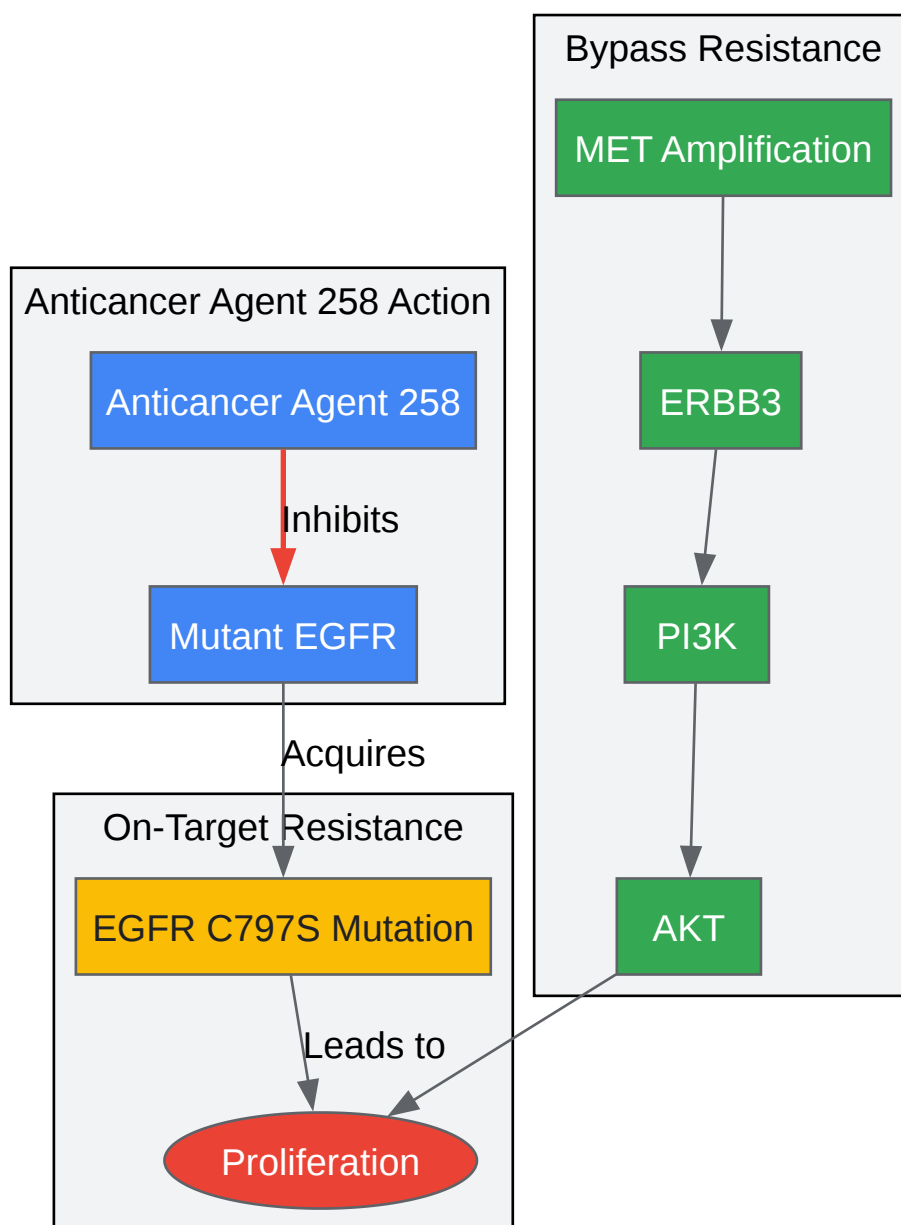 Bypass Resistance
MET Amplification
Anticancer Agent 258 Action
Anticancer Agent 258
ERBB3
Inhibits
Mutant EGFR
PI3K
Acquires
On-Target Resistance
EGFR C797S Mutation
AKT
Leads to
Proliferation